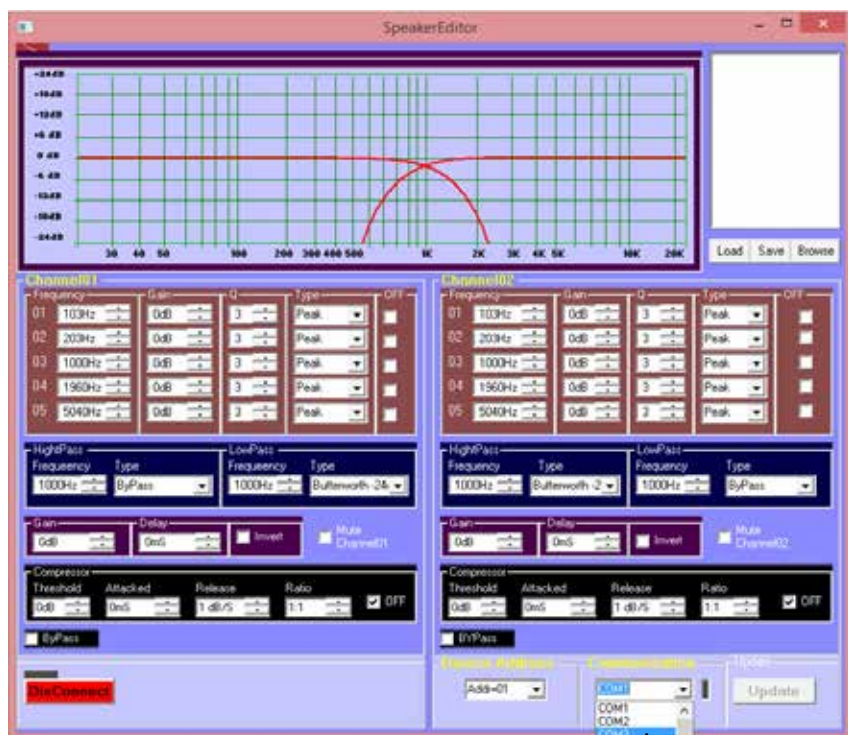 SpeakerEditor
+24dB
+18dB
+12dB
+6 dB
0 dB
-6 dB
-12dB
-18dB
-24dB
30 40 50 100 200 300 400 500 1K 2K 3K 4K 5K 10K 20K
Load Save Browse
Channel01
Frequency Gain Q Type OFF
01 103Hz 0dB 3 Peak
02 203Hz 0dB 3 Peak
03 1000Hz 0dB 3 Peak
04 1960Hz 0dB 3 Peak
05 5040Hz 0dB 3 Peak
HightPass LowPass
Frequeency Type Frequeency Type
1000Hz ByPass 1000Hz Butterworth -24
Gain Delay
0dB 0mS Invert Mute
Channel01
Compressor
Threshold Attacked Release Ratio
0dB 0mS 1 dB/S 1:1 OFF
ByPass
Channel02
Frequency Gain Q Type OFF
01 103Hz 0dB 3 Peak
02 203Hz 0dB 3 Peak
03 1000Hz 0dB 3 Peak
04 1960Hz 0dB 3 Peak
05 5040Hz 0dB 3 Peak
HightPass LowPass
Frequeency Type Frequeency Type
1000Hz Butterworth -2 1000Hz ByPass
Gain Delay
0dB 0mS Invert Mute
Channel02
Compressor
Threshold Attacked Release Ratio
0dB 0mS 1 dB/S 1:1 OFF
BYPass
DisConnect
Addr=01 COM1 Update
COM1
COM2
COM3